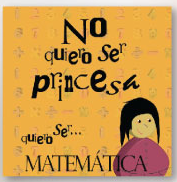 No
quiero ser
princesa
quiero ser...
MATEMÁTICA